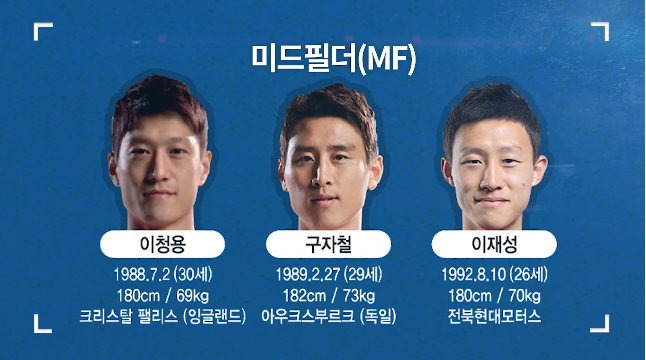 미드필더(MF)
이청용
구자철
이재성
1988.7.2 (30세)
1989.2.27 (29세)
1992.8.10 (26세)
180cm / 69kg
182cm / 73kg
180cm / 70kg
크리스탈 팰리스 (잉글랜드)
아우크스부르크 (독일)
전북현대모터스